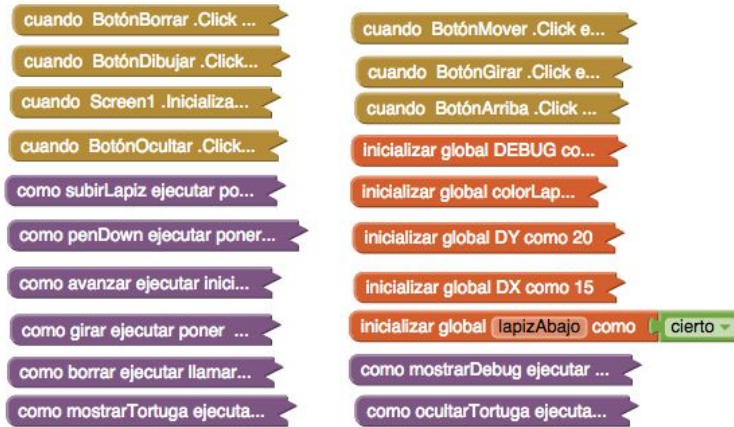 cuando BotónBorrar .Click ...
cuando BotónDibujar .Click...
cuando Screen1 .Inicializa...
cuando BotónOcultar .Click...
como subirLapiz ejecutar po...
como penDown ejecutar poner...
como avanzar ejecutar inici...
como girar ejecutar poner ...
como borrar ejecutar llamar...
como mostrarTortuga ejecuta...
cuando BotónMover .Click e...
cuando BotónGirar .Click e...
cuando BotónArriba .Click ...
inicializar global DEBUG co...
inicializar global colorLap...
inicializar global DY como 20
inicializar global DX como 15
inicializar global lapizAbajo como cierto
como mostrarDebug ejecutar ...
como ocultarTortuga ejecuta...